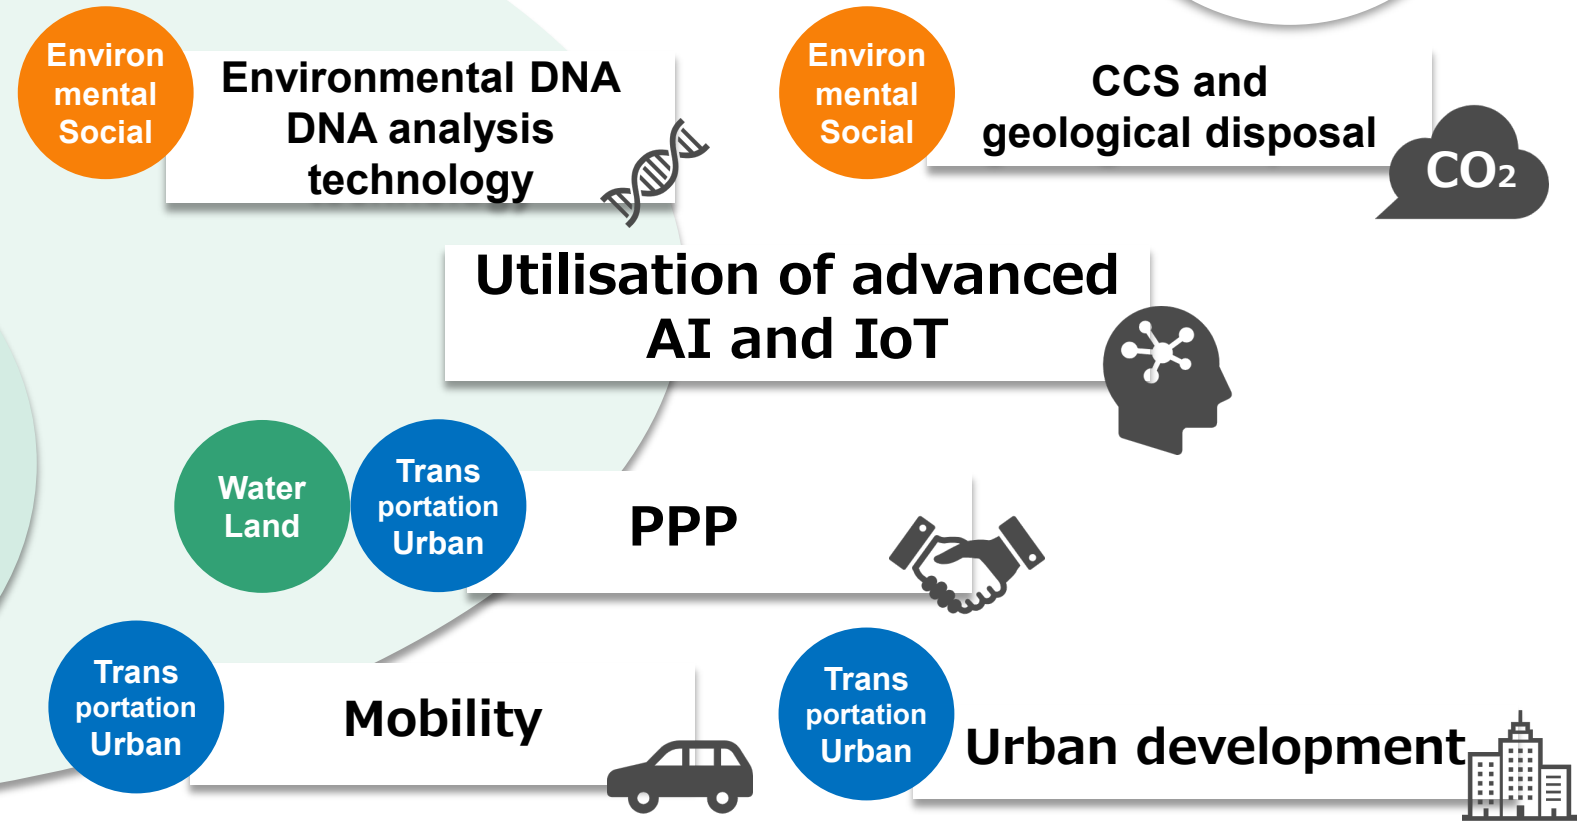 Environ
mental
Social
Environmental DNA
DNA analysis
technology
Environ
mental
Social
CCS and
geological disposal
CO₂
Utilisation of advanced
AI and IoT
Water
Land
Trans
portation
Urban
PPP
Trans
portation
Urban
Mobility
Trans
portation
Urban
Urban development